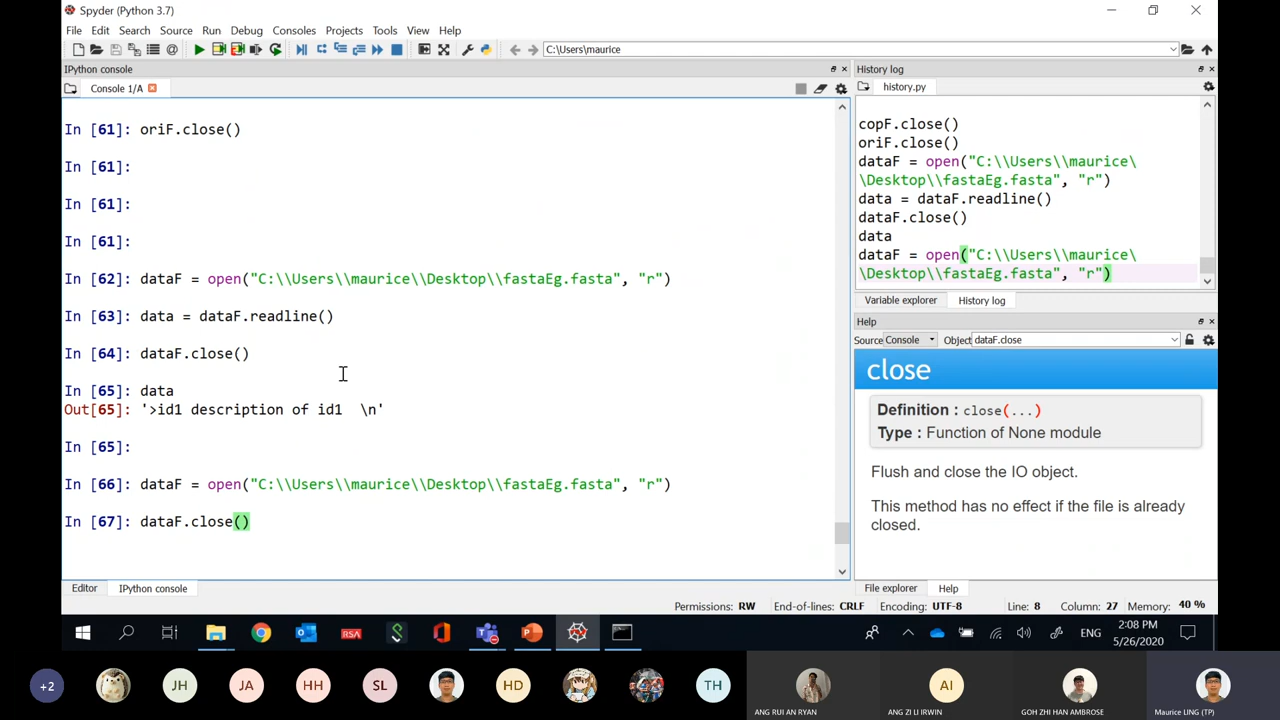 Spyder (Python 3.7)
File Edit Search Source Run Debug Consoles Projects Tools View Help
C:\Users\maurice
IPython console
Console 1/A
In [61]: oriF.close()
In [61]:
In [61]:
In [61]:
In [62]: dataF = open("C:\\Users\\maurice\\Desktop\\fastaEg.fasta", "r")
In [63]: data = dataF.readline()
In [64]: dataF.close()
In [65]: data
Out[65]: '>id1 description of id1  \n'
In [65]:
In [66]: dataF = open("C:\\Users\\maurice\\Desktop\\fastaEg.fasta", "r")
In [67]: dataF.close()
Editor IPython console
History log
history.py
copF.close()
oriF.close()
dataF = open("C:\\Users\\maurice\
\Desktop\\fastaEg.fasta", "r")
data = dataF.readline()
dataF.close()
data
dataF = open("C:\\Users\\maurice\
\Desktop\\fastaEg.fasta", "r")
Variable explorer History log
Help
Source Console Object dataF.close
close
Definition : close(...)
Type : Function of None module
Flush and close the IO object.
This method has no effect if the file is already
closed.
File explorer Help
Permissions: RW End-of-lines: CRLF Encoding: UTF-8 Line: 8 Column: 27 Memory: 40 %
RSA S ENG 2:08 PM
5/26/2020
+2 JH JA HH SL HD TH AI
ANG RUI AN RYAN ANG ZI LI IRWIN GOH ZHI HAN AMBROSE Maurice LING (TP)